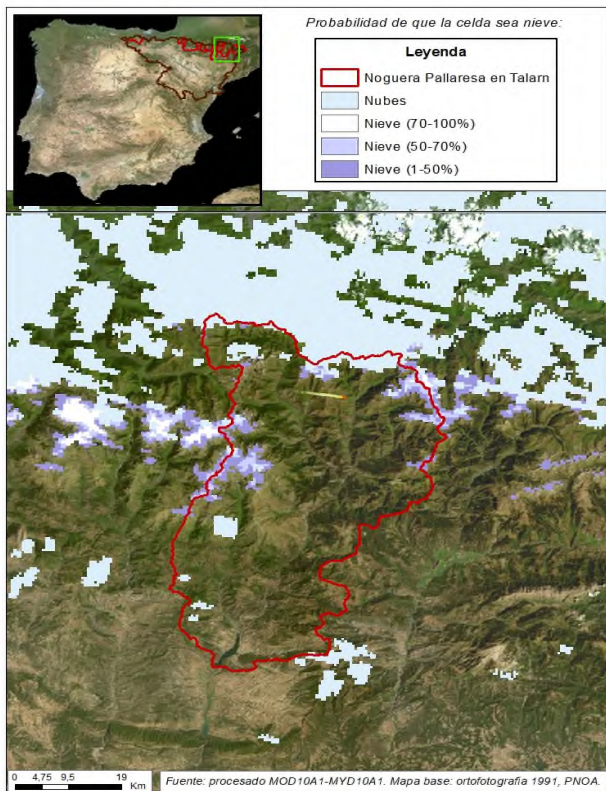 Probabilidad de que la celda sea nieve:
Leyenda
Noguera Pallaresa en Talarn
Nubes
Nieve (70-100%)
Nieve (50-70%)
Nieve (1-50%)
0 4,75 9,5 19
Km
Fuente: procesado MOD10A1-MYD10A1. Mapa base: ortofotografía 1991, PNOA.